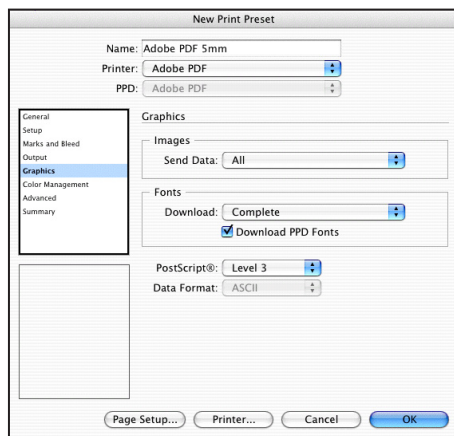 New Print Preset
Name: Adobe PDF 5mm
Printer: Adobe PDF
PPD: Adobe PDF
General
Setup
Marks and Bleed
Output
Graphics
Color Management
Advanced
Summary
Graphics
Images
Send Data: All
Fonts
Download: Complete
Download PPD Fonts
PostScript®: Level 3
Data Format: ASCII
Page Setup... Printer... Cancel OK